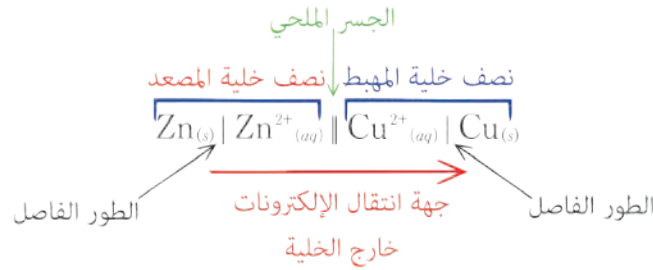 الجسر الملحي
نصف خلية المصعد
نصف خلية المهبط
Zn(s) | Zn²⁺(aq) || Cu²⁺(aq) | Cu(s)
الطور الفاصل
جهة انتقال الإلكترونات
خارج الخلية
الطور الفاصل